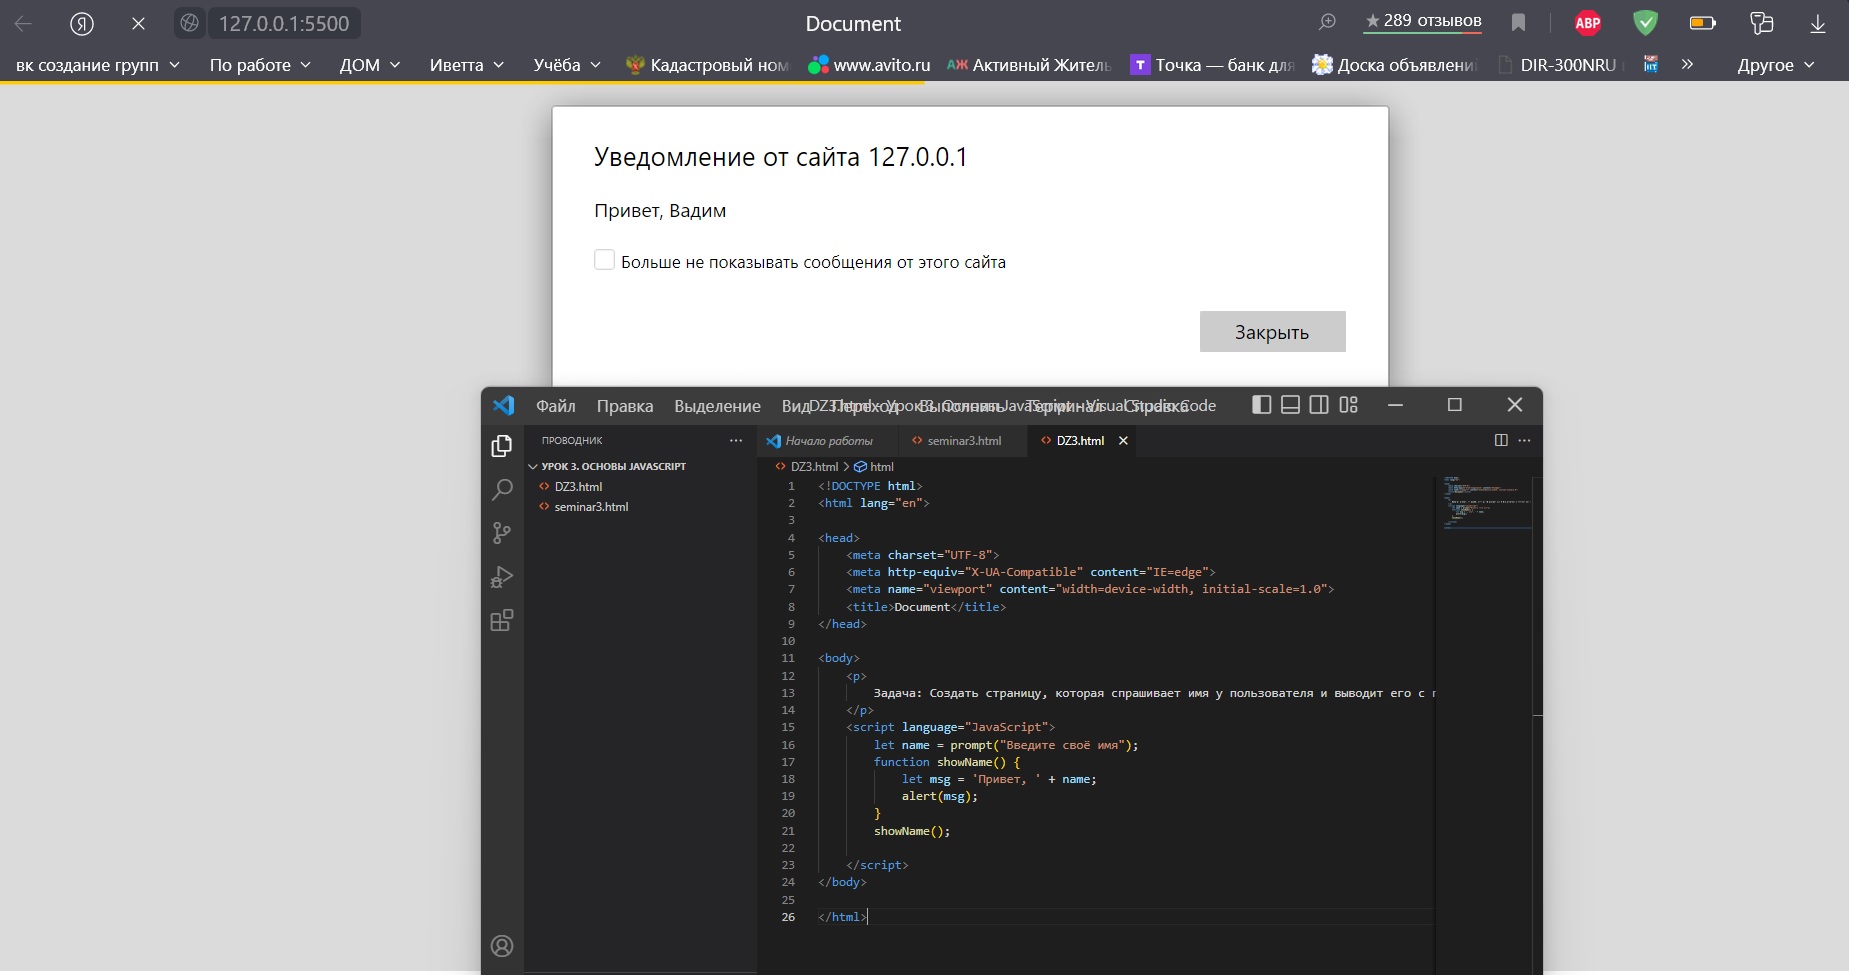 127.0.0.1:5500
Document
289 отзывов
ABP
вк создание групп
По работе
ДОМ
Иветта
Учёба
Кадастровый ном
www.avito.ru
АЖ Активный Житель
Т Точка — банк для
Доска объявлений
DIR-300NRU
Другое
Уведомление от сайта 127.0.0.1
Привет, Вадим
Больше не показывать сообщения от этого сайта
Закрыть
Файл Правка Выделение Вид Переход Выполнить Терминал Справка
DZ3.html - Урок 3. Основы JavaScript - Visual Studio Code
ПРОВОДНИК
Начало работы
seminar3.html
DZ3.html
УРОК 3. ОСНОВЫ JAVASCRIPT
DZ3.html
seminar3.html
DZ3.html > html
1 <!DOCTYPE html>
2 <html lang="en">
3
4 <head>
5 <meta charset="UTF-8">
6 <meta http-equiv="X-UA-Compatible" content="IE=edge">
7 <meta name="viewport" content="width=device-width, initial-scale=1.0">
8 <title>Document</title>
9 </head>
10
11 <body>
12 <p>
13 Задача: Создать страницу, которая спрашивает имя у пользователя и выводит его с
14 </p>
15 <script language="JavaScript">
16 let name = prompt("Введите своё имя");
17 function showName() {
18 let msg = 'Привет, ' + name;
19 alert(msg);
20 }
21 showName();
22
23 </script>
24 </body>
25
26 </html>